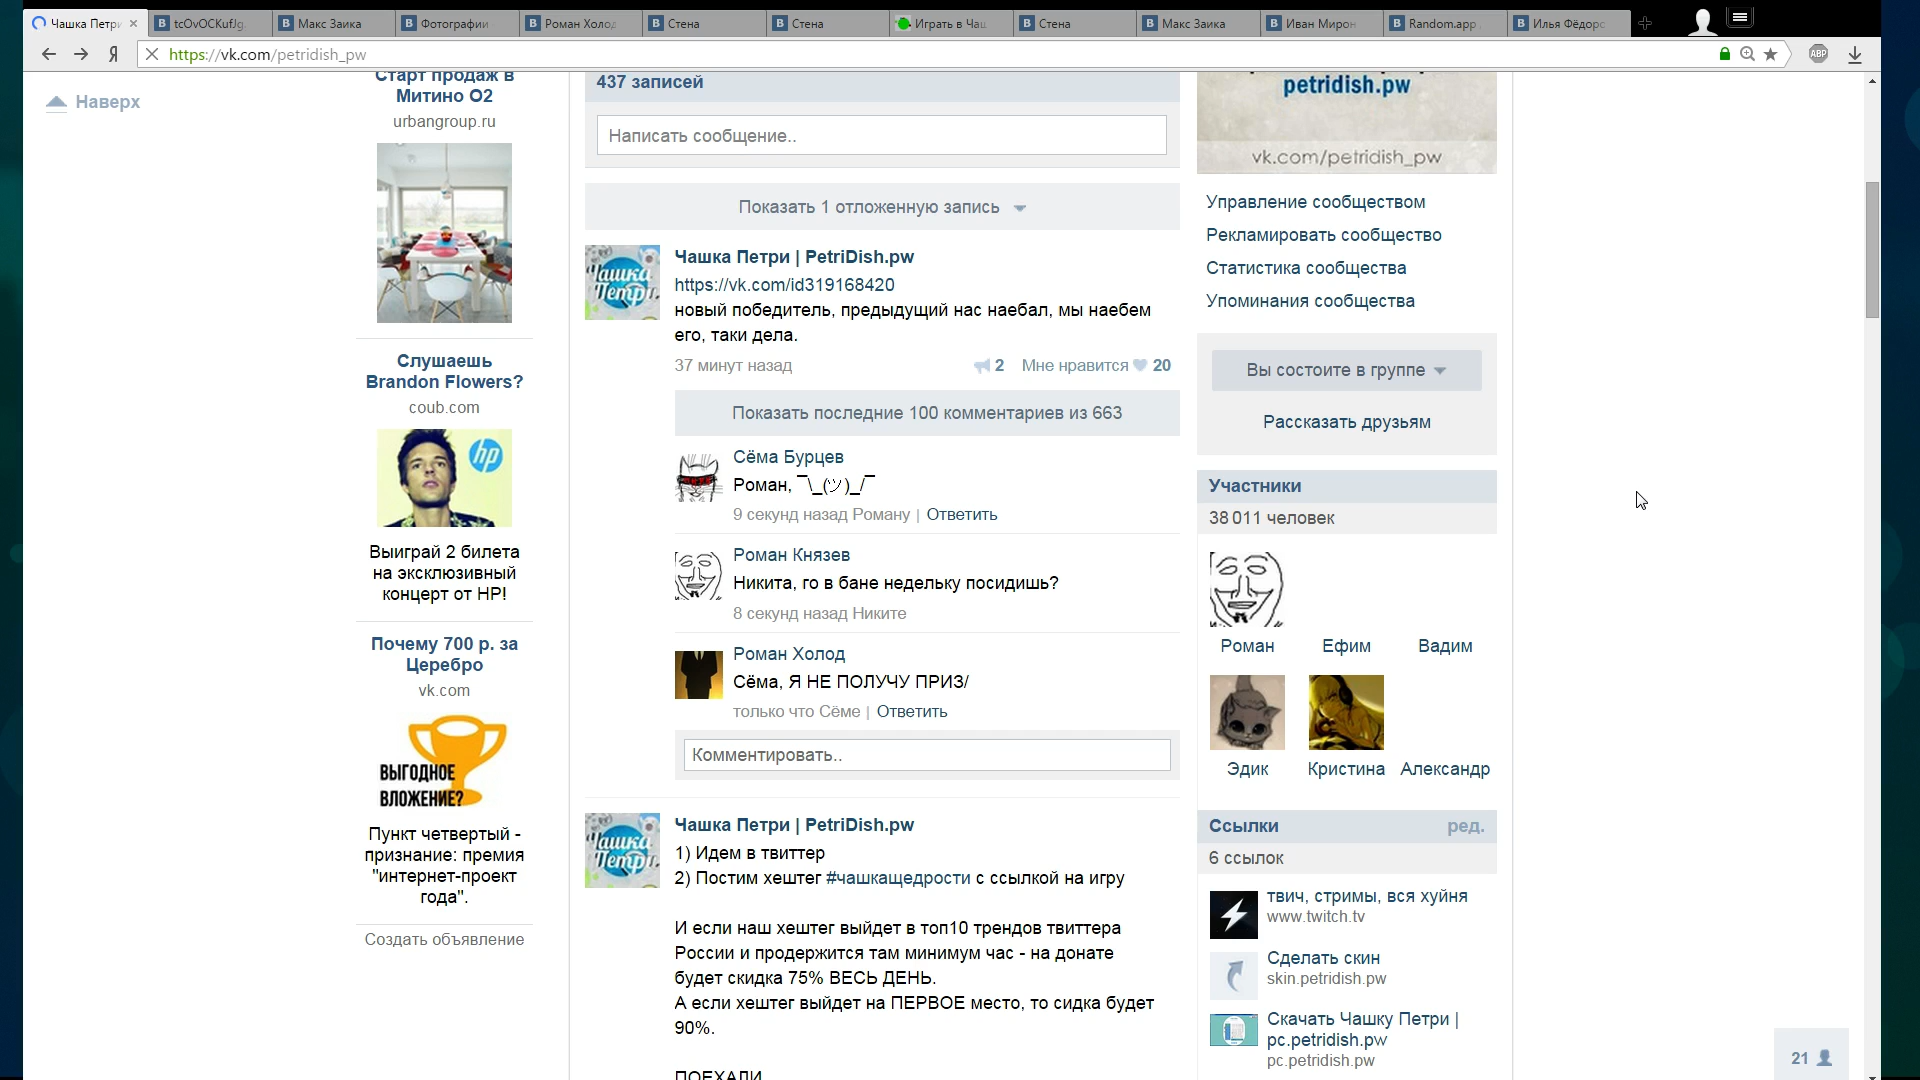 Чашка Петри
tcOvOCKufJg.
Макс Заика
Фотографии
Роман Холод
Стена
Стена
Играть в Чаш
Стена
Макс Заика
Иван Мирон
Random.app
Илья Фёдоро
https://vk.com/petridish_pw
ABP
Наверх
Старт продаж в
Митино О2
urbangroup.ru
Слушаешь
Brandon Flowers?
coub.com
hp
Выиграй 2 билета
на эксклюзивный
концерт от HP!
Почему 700 р. за
Церебро
vk.com
ВЫГОДНОЕ
ВЛОЖЕНИЕ?
Пункт четвертый -
признание: премия
"интернет-проект
года".
Создать объявление
437 записей
Написать сообщение..
Показать 1 отложенную запись
Чашка Петри
Чашка Петри | PetriDish.pw
https://vk.com/id319168420
новый победитель, предыдущий нас наебал, мы наебем
его, таки дела.
37 минут назад
2 Мне нравится 20
Показать последние 100 комментариев из 663
Сёма Бурцев
Роман, ¯\_(ツ)_/¯
9 секунд назад Роману | Ответить
Роман Князев
Никита, го в бане недельку посидишь?
8 секунд назад Никите
Роман Холод
Сёма, Я НЕ ПОЛУЧУ ПРИЗ/
только что Сёме | Ответить
Комментировать..
Чашка Петри
Чашка Петри | PetriDish.pw
1) Идем в твиттер
2) Постим хештег #чашкащедрости с ссылкой на игру
И если наш хештег выйдет в топ10 трендов твиттера
России и продержится там минимум час - на донате
будет скидка 75% ВЕСЬ ДЕНЬ.
А если хештег выйдет на ПЕРВОЕ место, то сидка будет
90%.
ПОЕХАЛИ
petridish.pw
vk.com/petridish_pw
Управление сообществом
Рекламировать сообщество
Статистика сообщества
Упоминания сообщества
Вы состоите в группе
Рассказать друзьям
Участники
38 011 человек
Роман
Ефим
Вадим
Эдик
Кристина
Александр
Ссылки
ред.
6 ссылок
твич, стримы, вся хуйня
www.twitch.tv
Сделать скин
skin.petridish.pw
Скачать Чашку Петри |
pc.petridish.pw
pc.petridish.pw
21